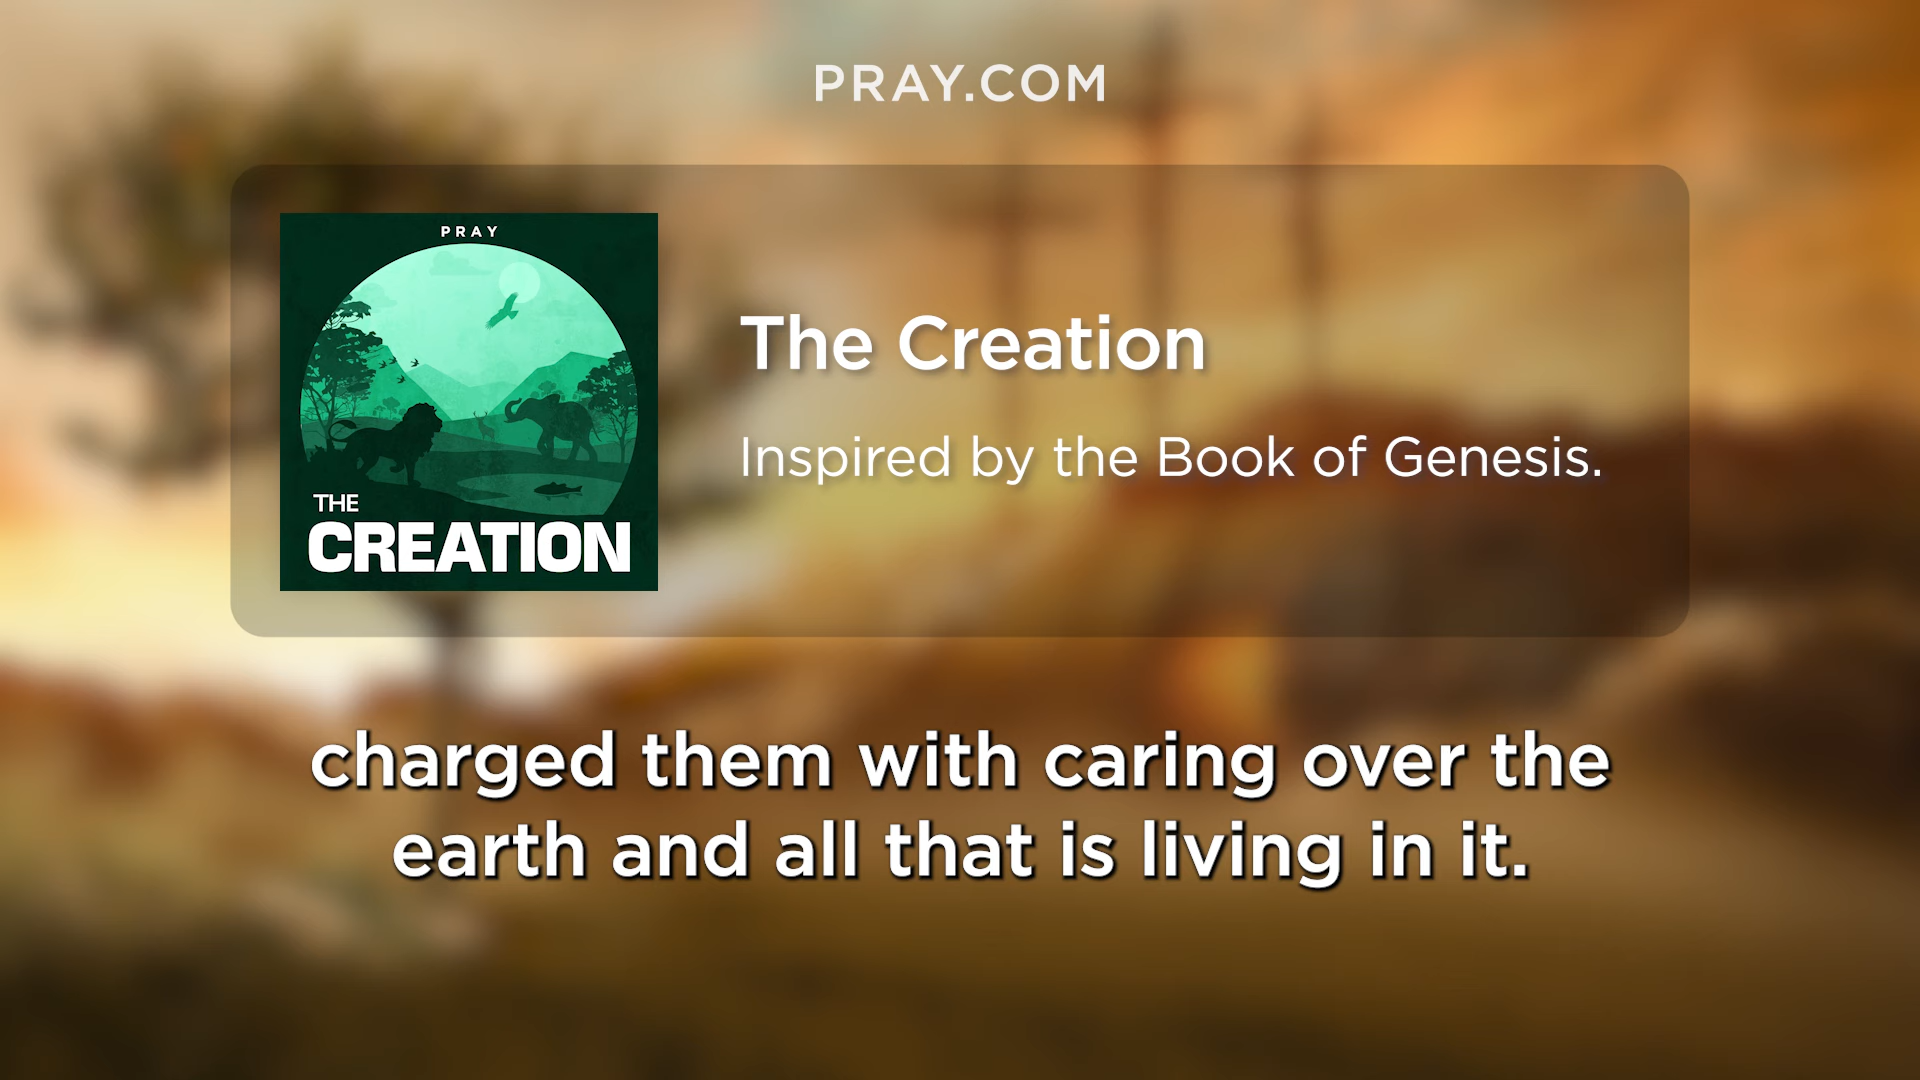 PRAY.COM
PRAY
THE
CREATION
The Creation
Inspired by the Book of Genesis.
charged them with caring over the
earth and all that is living in it.